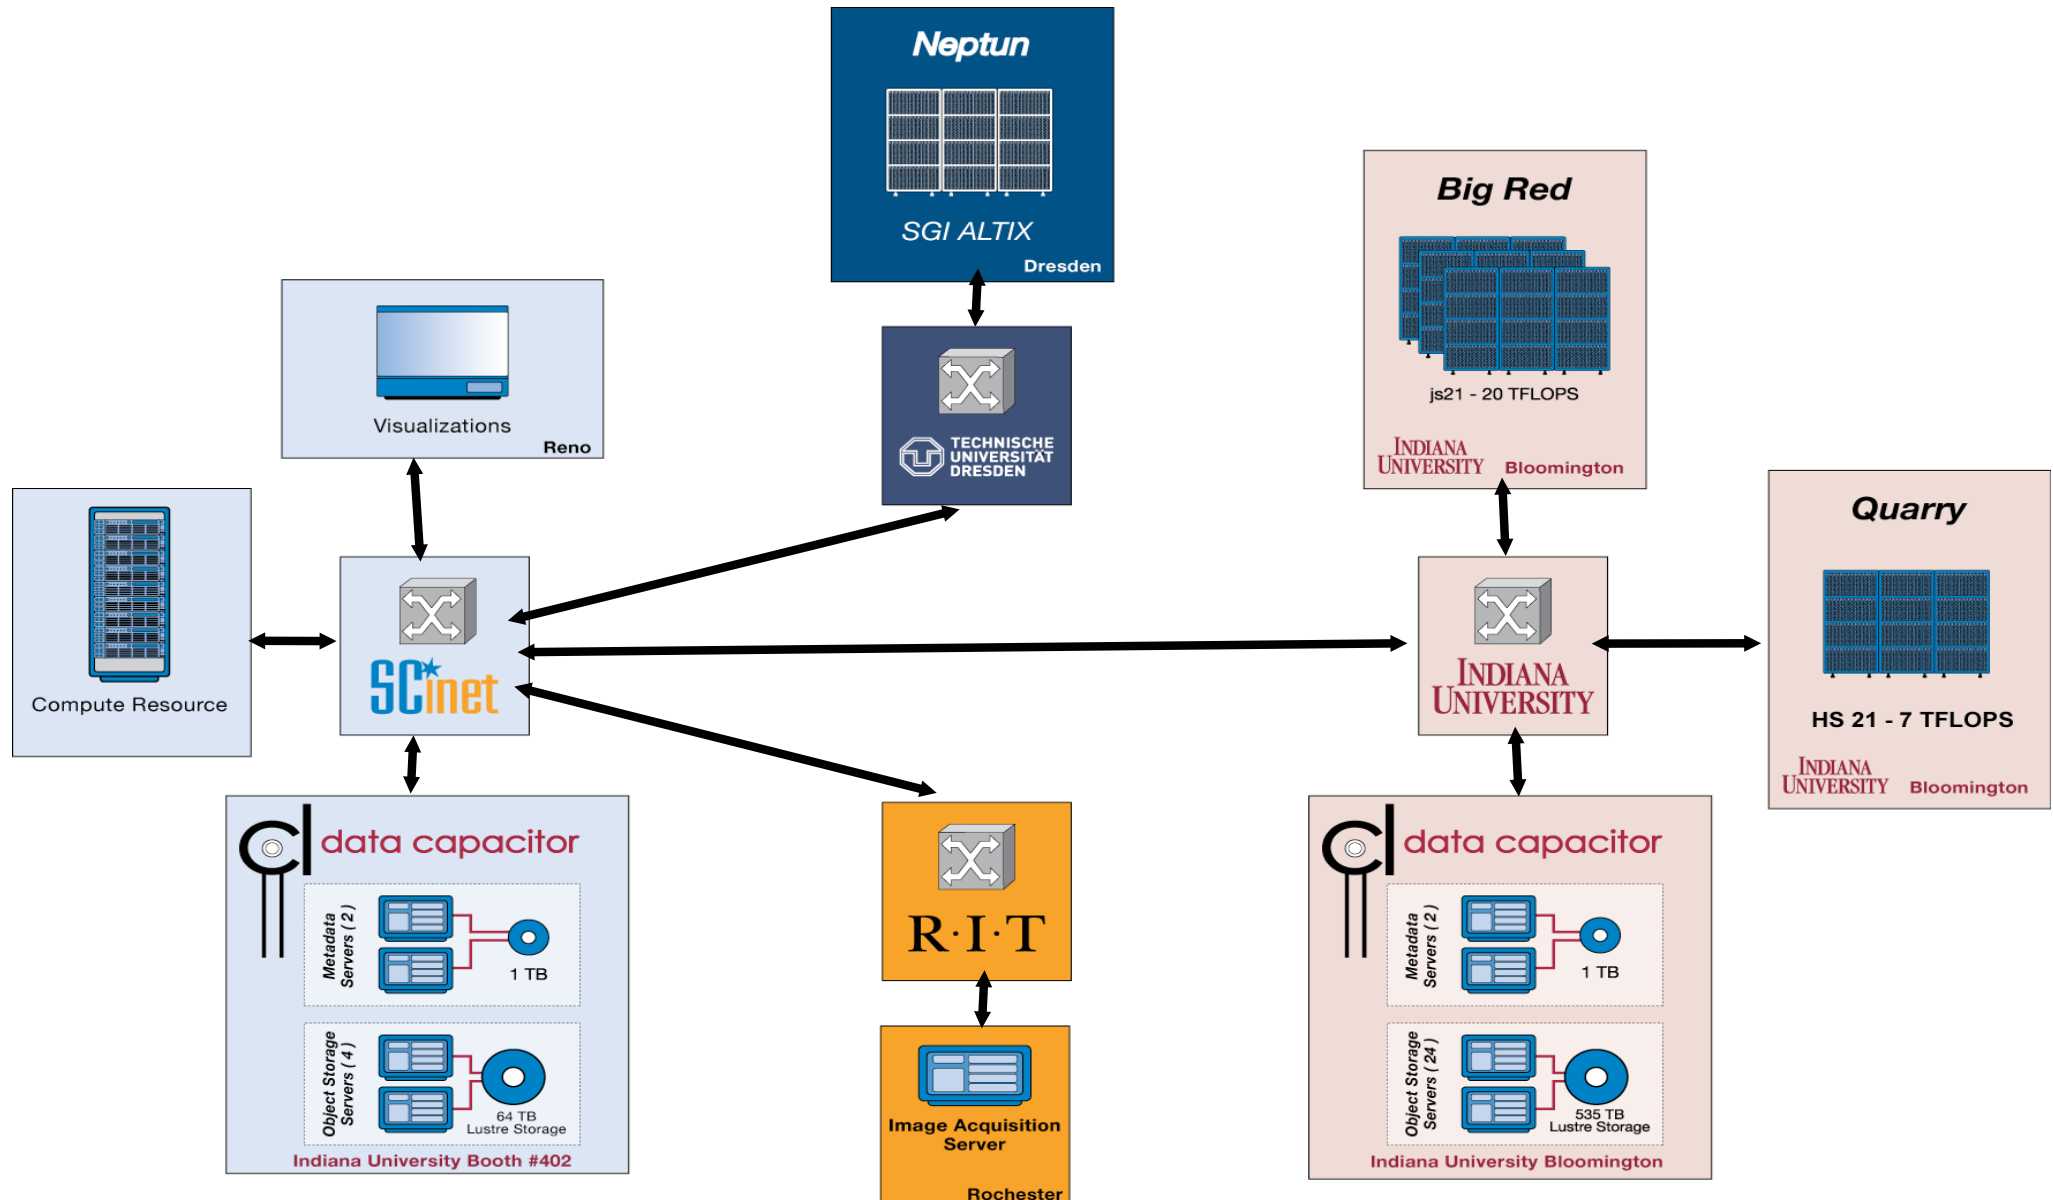 Neptun
SGI ALTIX
Dresden
Big Red
js21 - 20 TFLOPS
INDIANA
UNIVERSITY
Bloomington
Visualizations
Reno
TECHNISCHE
UNIVERSITÄT
DRESDEN
Quarry
HS 21 - 7 TFLOPS
INDIANA
UNIVERSITY
Bloomington
Compute Resource
SCinet
INDIANA
UNIVERSITY
data capacitor
Metadata
Servers ( 2 )
1 TB
Object Storage
Servers ( 4 )
64 TB
Lustre Storage
Indiana University Booth #402
R·I·T
Image Acquisition
Server
Rochester
data capacitor
Metadata
Servers ( 2 )
1 TB
Object Storage
Servers ( 24 )
535 TB
Lustre Storage
Indiana University Bloomington